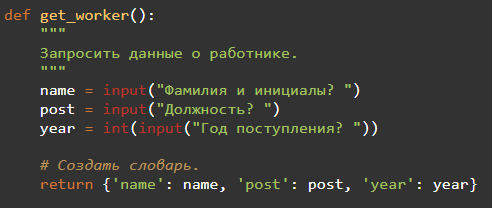 def get_worker():
    """
    Запросить данные о работнике.
    """
    name = input("Фамилия и инициалы? ")
    post = input("Должность? ")
    year = int(input("Год поступления? "))

    # Создать словарь.
    return {'name': name, 'post': post, 'year': year}